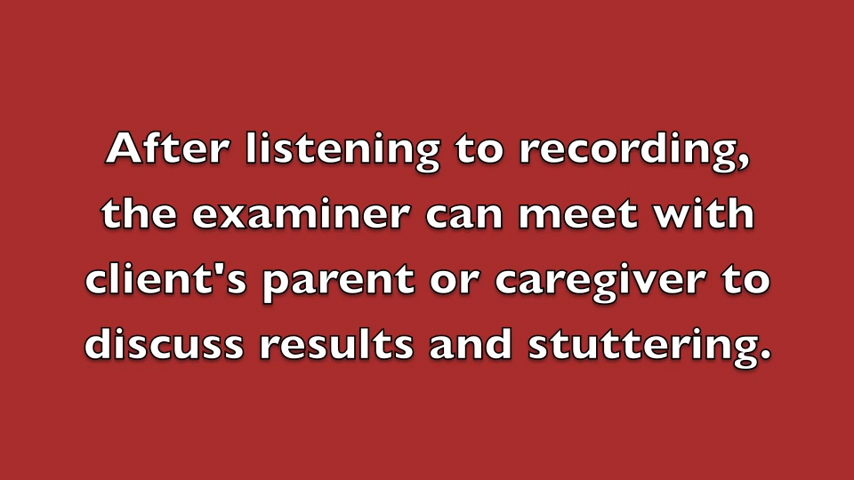 After listening to recording,
the examiner can meet with
client's parent or caregiver to
discuss results and stuttering.